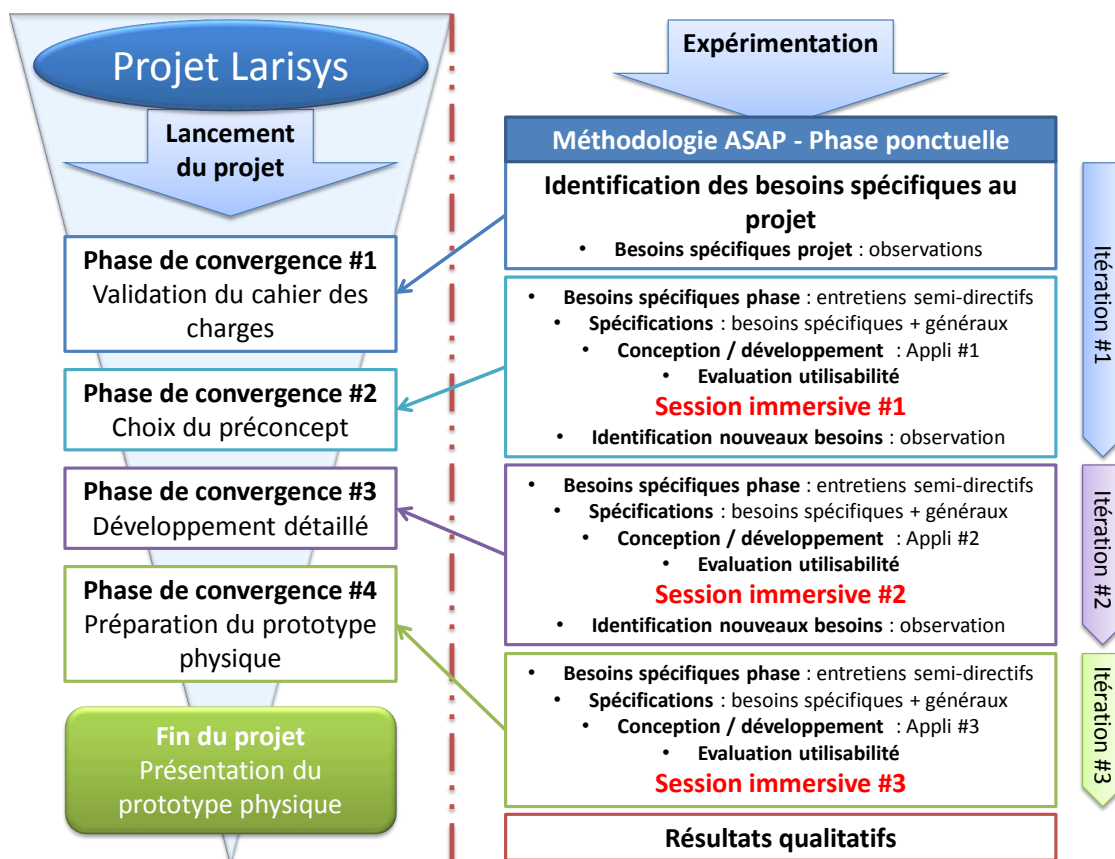 Projet Larisys
Lancement
du projet
Phase de convergence #1
Validation du cahier des
charges
Phase de convergence #2
Choix du préconcept
Phase de convergence #3
Développement détaillé
Phase de convergence #4
Préparation du prototype
physique
Fin du projet
Présentation du
prototype physique
Expérimentation
Méthodologie ASAP - Phase ponctuelle
Identification des besoins spécifiques au
projet
• Besoins spécifiques projet : observations
• Besoins spécifiques phase : entretiens semi-directifs
• Spécifications : besoins spécifiques + généraux
• Conception / développement : Appli #1
• Evaluation utilisabilité
Session immersive #1
• Identification nouveaux besoins : observation
• Besoins spécifiques phase : entretiens semi-directifs
• Spécifications : besoins spécifiques + généraux
• Conception / développement : Appli #2
• Evaluation utilisabilité
Session immersive #2
• Identification nouveaux besoins : observation
• Besoins spécifiques phase : entretiens semi-directifs
• Spécifications : besoins spécifiques + généraux
• Conception / développement : Appli #3
• Evaluation utilisabilité
Session immersive #3
Résultats qualitatifs
Itération #1
Itération #2
Itération #3